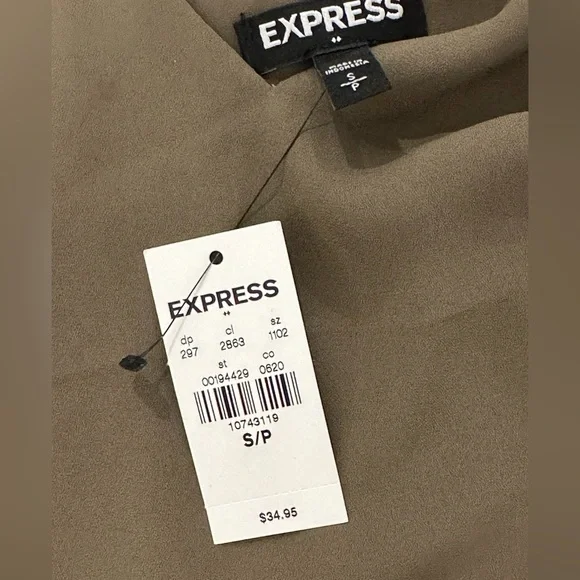 EXPRESS
MADE IN
INDONESIA
S
P
EXPRESS
dp cl sz
297 2863 1102
st co
00194429 0620
10743119
S/P
$34.95